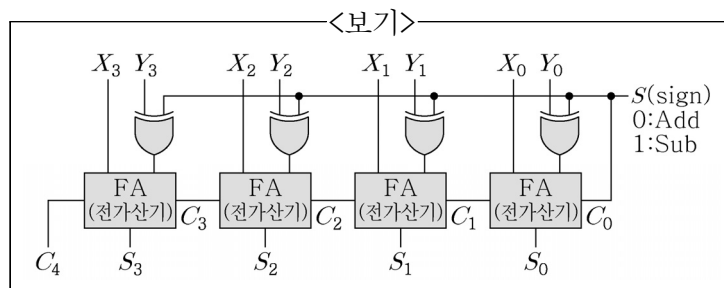 <보기>
X₃ Y₃ X₂ Y₂ X₁ Y₁ X₀ Y₀
S(sign)
0:Add
1:Sub
FA FA FA FA
(전가산기) C₃ (전가산기) C₂ (전가산기) C₁ (전가산기) C₀
C₄ S₃ S₂ S₁ S₀